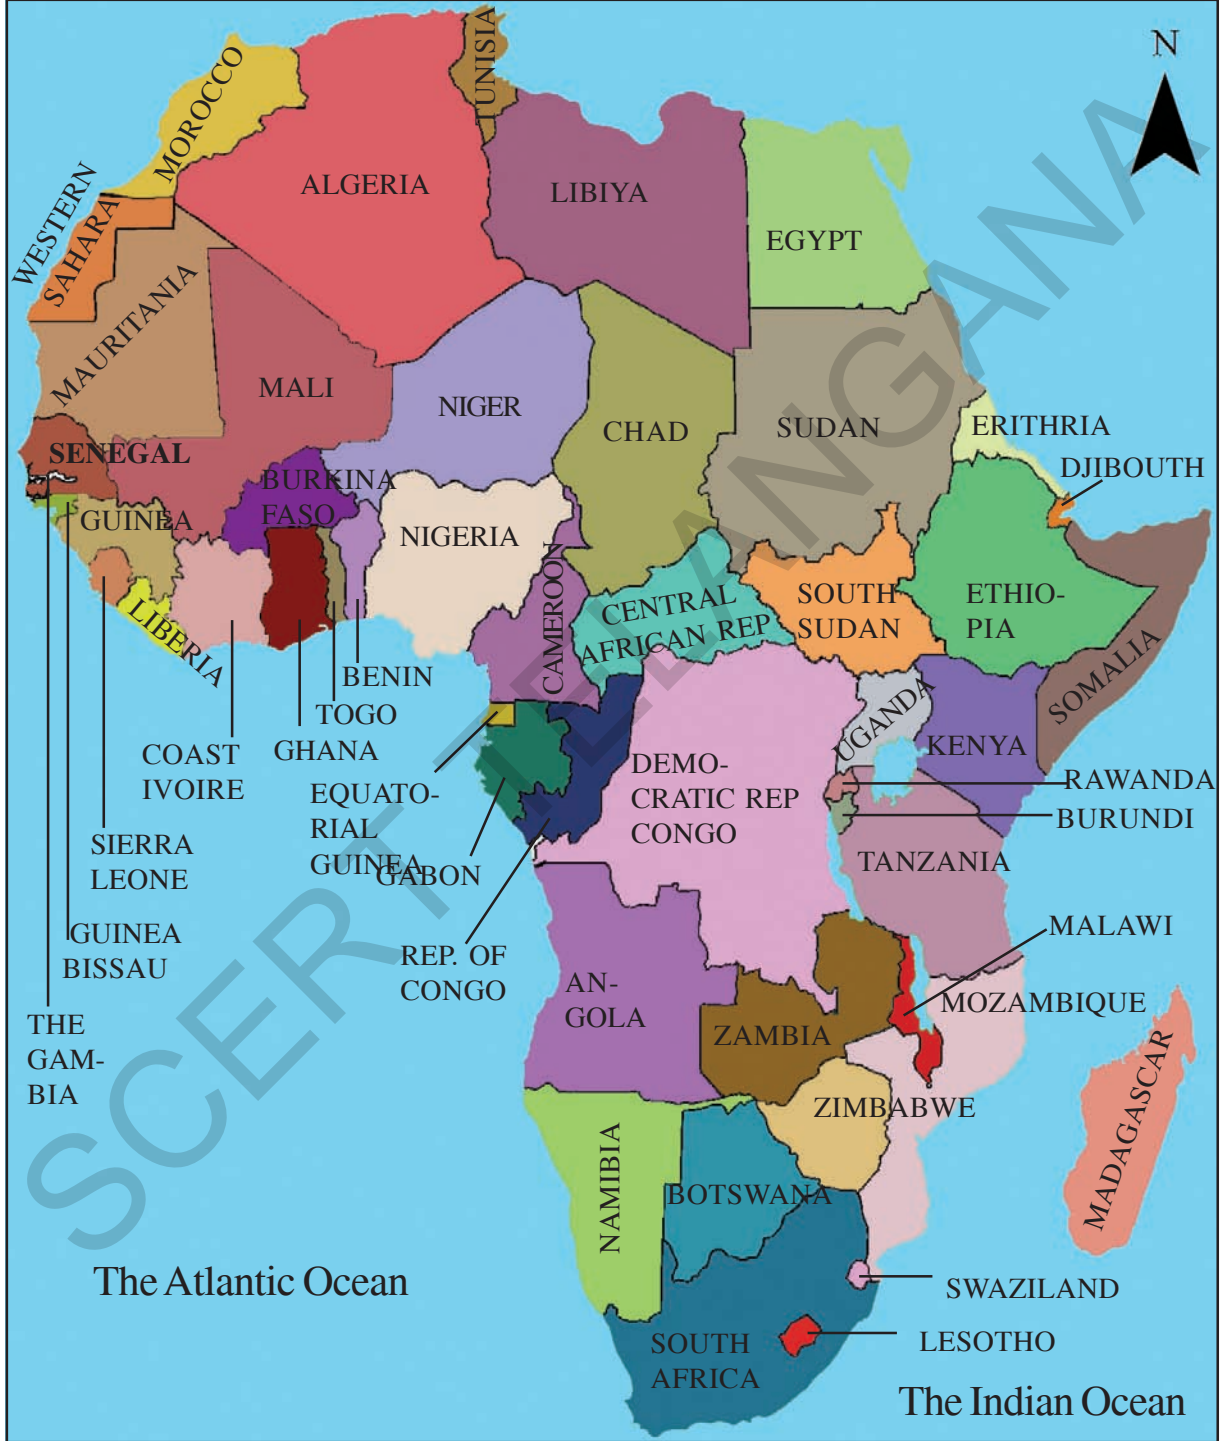 N
TUNISIA
MOROCCO
ALGERIA
LIBIYA
EGYPT
WESTERN
SAHARA
MAURITANIA
MALI
NIGER
CHAD
SUDAN
ERITHRIA
DJIBOUTH
SENEGAL
BURKINA
FASO
GUINEA
NIGERIA
CAMEROON
CENTRAL
AFRICAN REP
SOUTH
SUDAN
ETHIO-
PIA
SOMALIA
LIBERIA
BENIN
TOGO
GHANA
COAST
IVOIRE
UGANDA
KENYA
EQUATO-
RIAL
GUINEA
GABON
DEMO-
CRATIC REP
CONGO
RAWANDA
BURUNDI
SIERRA
LEONE
TANZANIA
GUINEA
BISSAU
REP. OF
CONGO
MALAWI
THE
GAM-
BIA
AN-
GOLA
ZAMBIA
MOZAMBIQUE
ZIMBABWE
MADAGASCAR
NAMIBIA
BOTSWANA
The Atlantic Ocean
SWAZILAND
LESOTHO
SOUTH
AFRICA
The Indian Ocean
SCERT TELANGANA